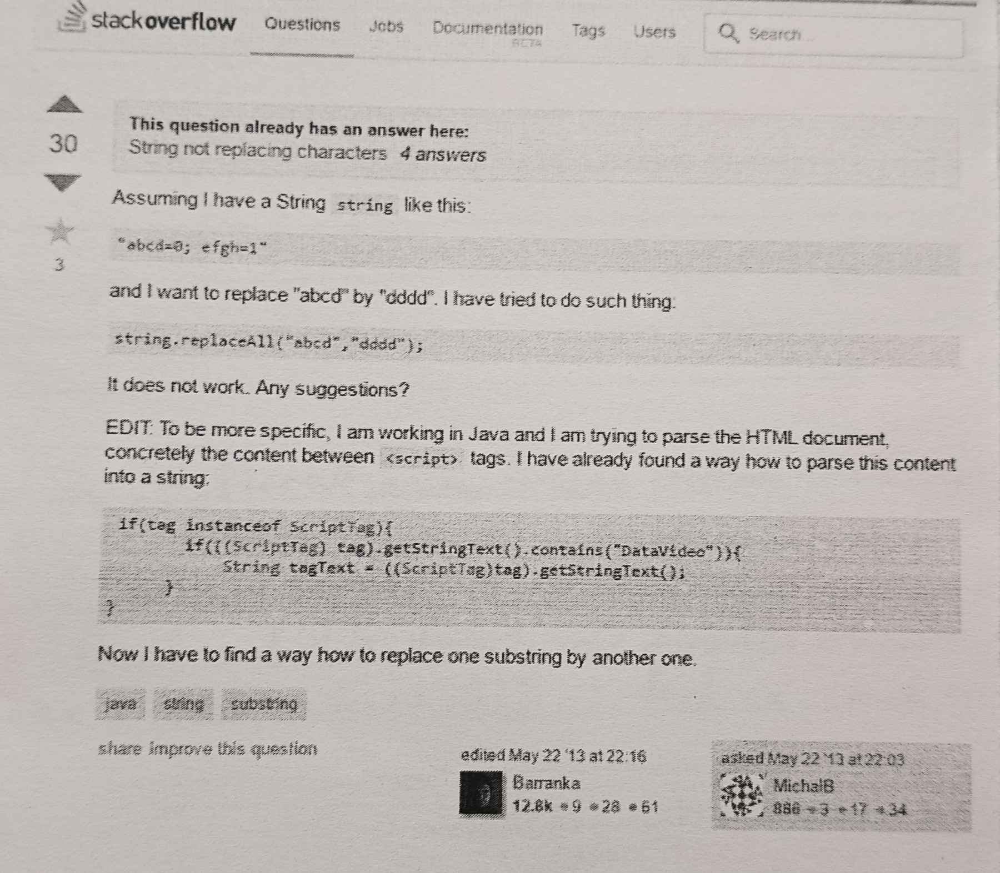 stackoverflow Questions Jobs Documentation Tags Users Search...
BETA
30
This question already has an answer here:
String not replacing characters 4 answers
Assuming I have a String string like this:
3
"abcd=0; efgh=1"
and I want to replace "abcd" by "dddd". I have tried to do such thing:
string.replaceAll("abcd","dddd");
It does not work. Any suggestions?
EDIT: To be more specific, I am working in Java and I am trying to parse the HTML document,
concretely the content between <script> tags. I have already found a way how to parse this content
into a string:
if(tag instanceof ScriptTag){
if(((ScriptTag) tag).getStringText().contains("DataVideo")){
String tagText = ((ScriptTag)tag).getStringText();
}
}
Now I have to find a way how to replace one substring by another one.
java string substring
share improve this question
edited May 22 '13 at 22:16
asked May 22 '13 at 22:03
Barranka
MichalB
12.8k 9 28 61
886 3 17 34